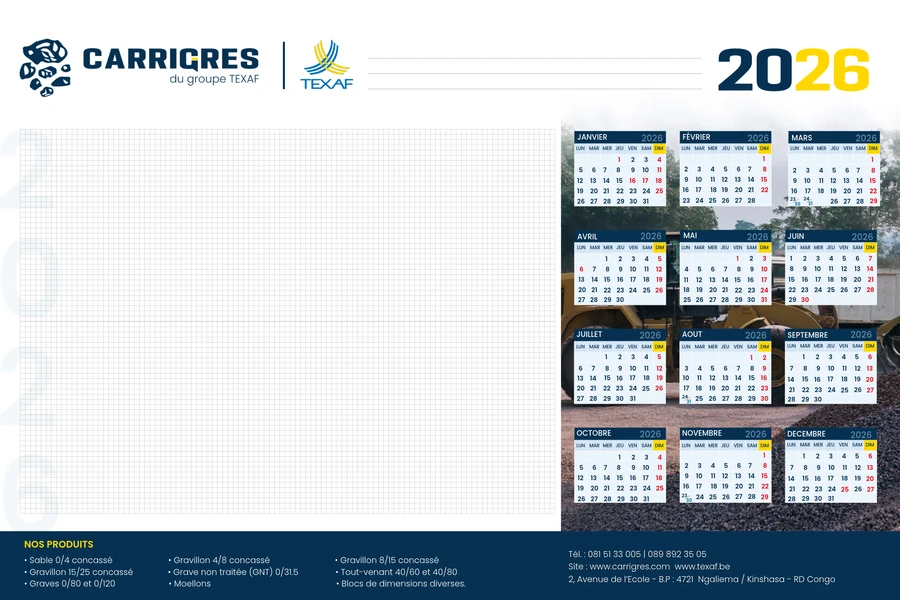 CARRIGRES
du groupe TEXAF
TEXAF
2026
2
0
2
6
JANVIER 2026
LUN MAR MER JEU VEN SAM DIM
1 2 3 4
5 6 7 8 9 10 11
12 13 14 15 16 17 18
19 20 21 22 23 24 25
26 27 28 29 30 31
FÉVRIER 2026
LUN MAR MER JEU VEN SAM DIM
1
2 3 4 5 6 7 8
9 10 11 12 13 14 15
16 17 18 19 20 21 22
23 24 25 26 27 28
MARS 2026
LUN MAR MER JEU VEN SAM DIM
1
2 3 4 5 6 7 8
9 10 11 12 13 14 15
16 17 18 19 20 21 22
23 30 24 31 26 27 28 29
AVRIL 2026
LUN MAR MER JEU VEN SAM DIM
1 2 3 4 5
6 7 8 9 10 11 12
13 14 15 16 17 18 19
20 21 22 23 24 25 26
27 28 29 30
MAI 2026
LUN MAR MER JEU VEN SAM DIM
1 2 3
4 5 6 7 8 9 10
11 12 13 14 15 16 17
18 19 20 21 22 23 24
25 26 27 28 29 30 31
JUIN 2026
LUN MAR MER JEU VEN SAM DIM
1 2 3 4 5 6 7
8 9 10 11 12 13 14
15 16 17 18 19 20 21
22 23 24 25 26 27 28
29 30
JUILLET 2026
LUN MAR MER JEU VEN SAM DIM
1 2 3 4 5
6 7 8 9 10 11 12
13 14 15 16 17 18 19
20 21 22 23 24 25 26
27 28 29 30 31
AOUT 2026
LUN MAR MER JEU VEN SAM DIM
1 2
3 4 5 6 7 8 9
10 11 12 13 14 15 16
17 18 19 20 21 22 23
24 31 25 26 27 28 29 30
SEPTEMBRE 2026
LUN MAR MER JEU VEN SAM DIM
1 2 3 4 5 6
7 8 9 10 11 12 13
14 15 16 17 18 19 20
21 22 23 24 25 26 27
28 29 30
OCTOBRE 2026
LUN MAR MER JEU VEN SAM DIM
1 2 3 4
5 6 7 8 9 10 11
12 13 14 15 16 17 18
19 20 21 22 23 24 25
26 27 28 29 30 31
NOVEMBRE 2026
LUN MAR MER JEU VEN SAM DIM
1
2 3 4 5 6 7 8
9 10 11 12 13 14 15
16 17 18 19 20 21 22
23 30 24 25 26 27 28 29
DECEMBRE 2026
LUN MAR MER JEU VEN SAM DIM
1 2 3 4 5 6
7 8 9 10 11 12 13
14 15 16 17 18 19 20
21 22 23 24 25 26 27
28 29 30 31
NOS PRODUITS
• Sable 0/4 concassé
• Gravillon 15/25 concassé
• Graves 0/80 et 0/120
• Gravillon 4/8 concassé
• Grave non traitée (GNT) 0/31.5
• Moellons
• Gravillon 8/15 concassé
• Tout-venant 40/60 et 40/80
• Blocs de dimensions diverses.
Tél. : 081 51 33 005 | 089 892 35 05
Site : www.carrigres.com www.texaf.be
2, Avenue de l'Ecole - B.P : 4721 Ngaliema / Kinshasa - RD Congo